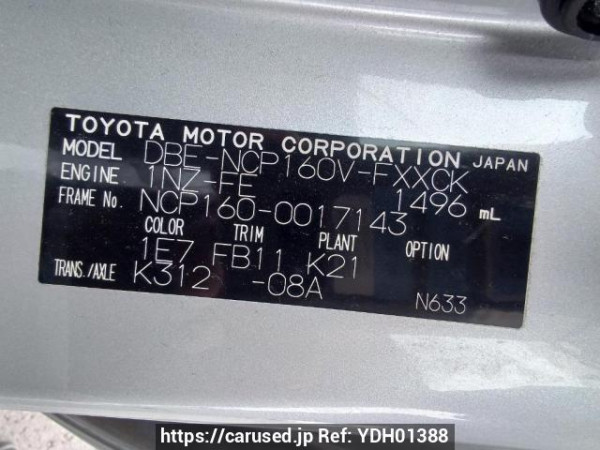 TOYOTA MOTOR CORPORATION JAPAN
MODEL DBE-NCP160V-FXXCK
ENGINE 1NZ-FE 1496 mL
FRAME No. NCP160-0017143
COLOR TRIM PLANT OPTION
1E7 FB11 K21
TRANS./AXLE K312 -08A N633
https://carused.jp Ref: YDH01388